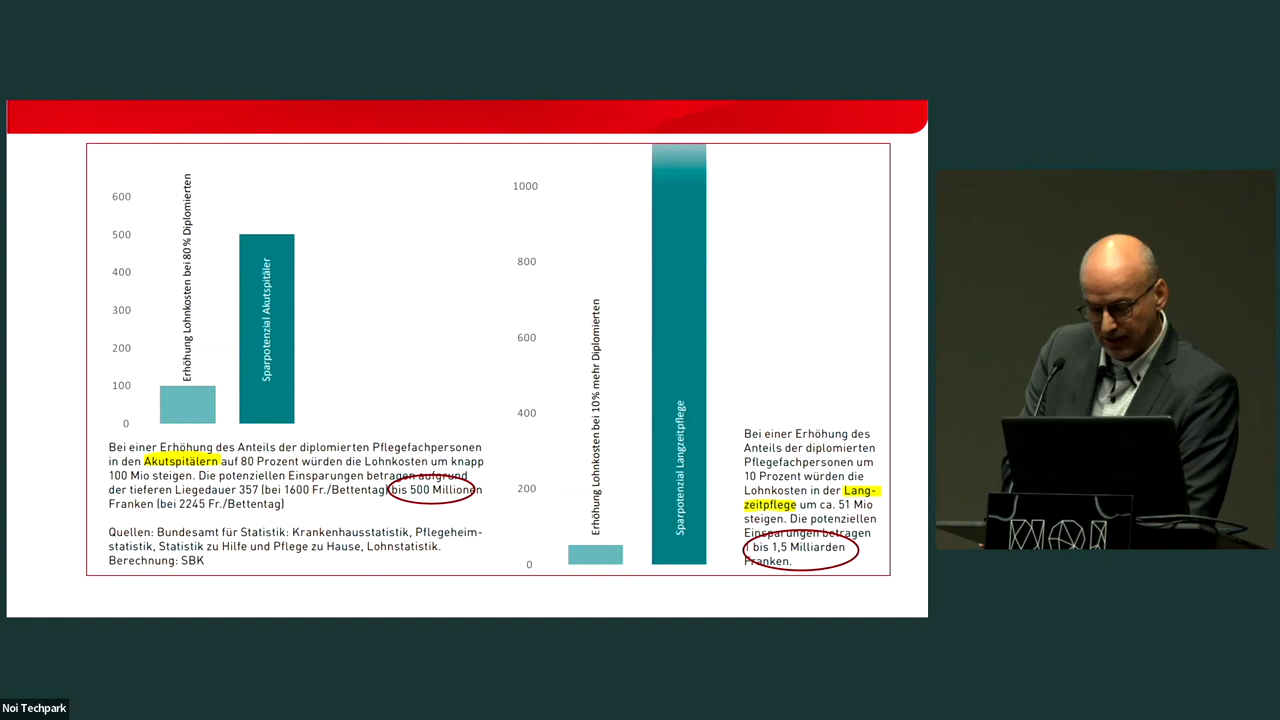 600
500
400
300
200
100
0
Erhöhung Lohnkosten bei 80% Diplomierten
Sparpotenzial Akutspitäler
Bei einer Erhöhung des Anteils der diplomierten Pflegefachpersonen
in den Akutspitälern auf 80 Prozent würden die Lohnkosten um knapp
100 Mio steigen. Die potenziellen Einsparungen betragen aufgrund
der tieferen Liegedauer 357 (bei 1600 Fr./Bettentag) bis 500 Millionen
Franken (bei 2245 Fr./Bettentag)
Quellen: Bundesamt für Statistik: Krankenhausstatistik, Pflegeheim-
statistik, Statistik zu Hilfe und Pflege zu Hause, Lohnstatistik.
Berechnung: SBK
1000
800
600
400
200
0
Erhöhung Lohnkosten bei 10% mehr Diplomierten
Sparpotenzial Langzeitpflege
Bei einer Erhöhung des
Anteils der diplomierten
Pflegefachpersonen um
10 Prozent würden die
Lohnkosten in der Lang-
zeitpflege um ca. 51 Mio
steigen. Die potenziellen
Einsparungen betragen
1 bis 1,5 Milliarden
Franken.
NOI
Noi Techpark